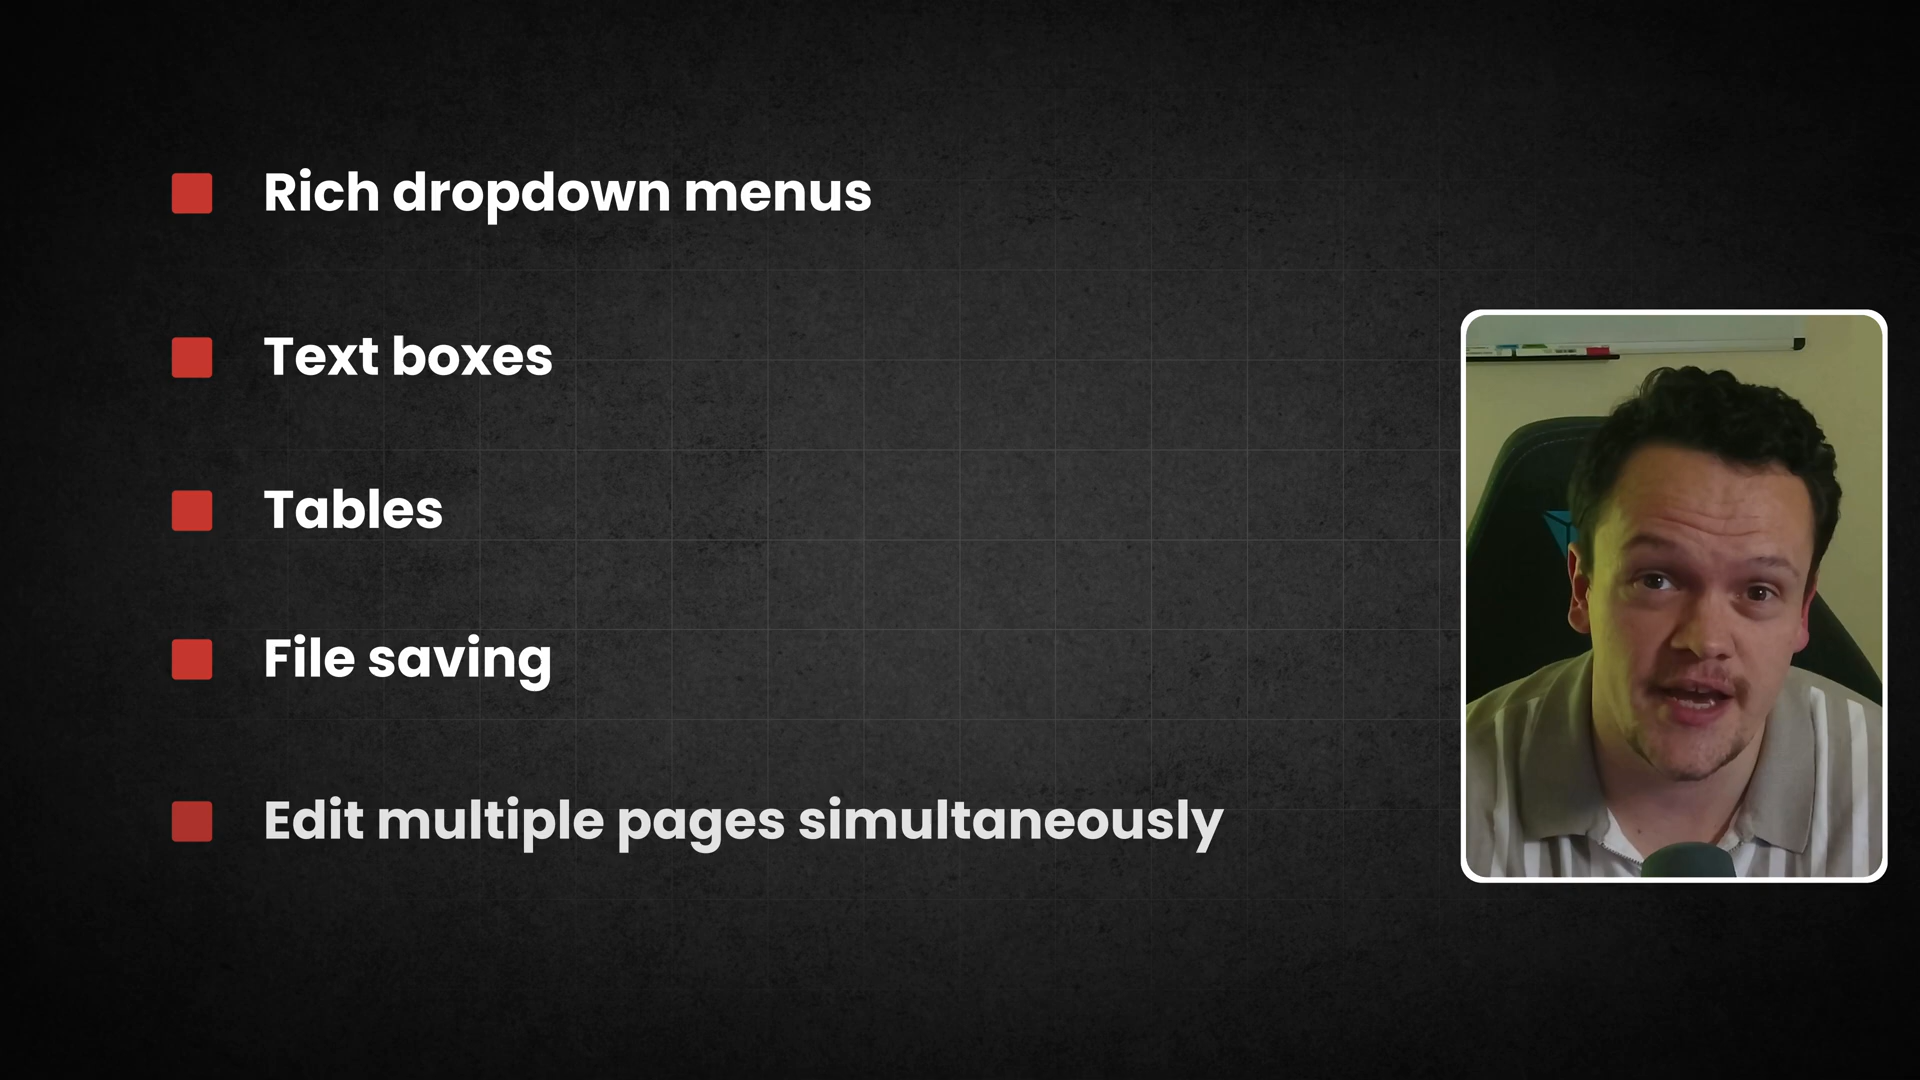 Rich dropdown menus
Text boxes
Tables
File saving
Edit multiple pages simultaneously